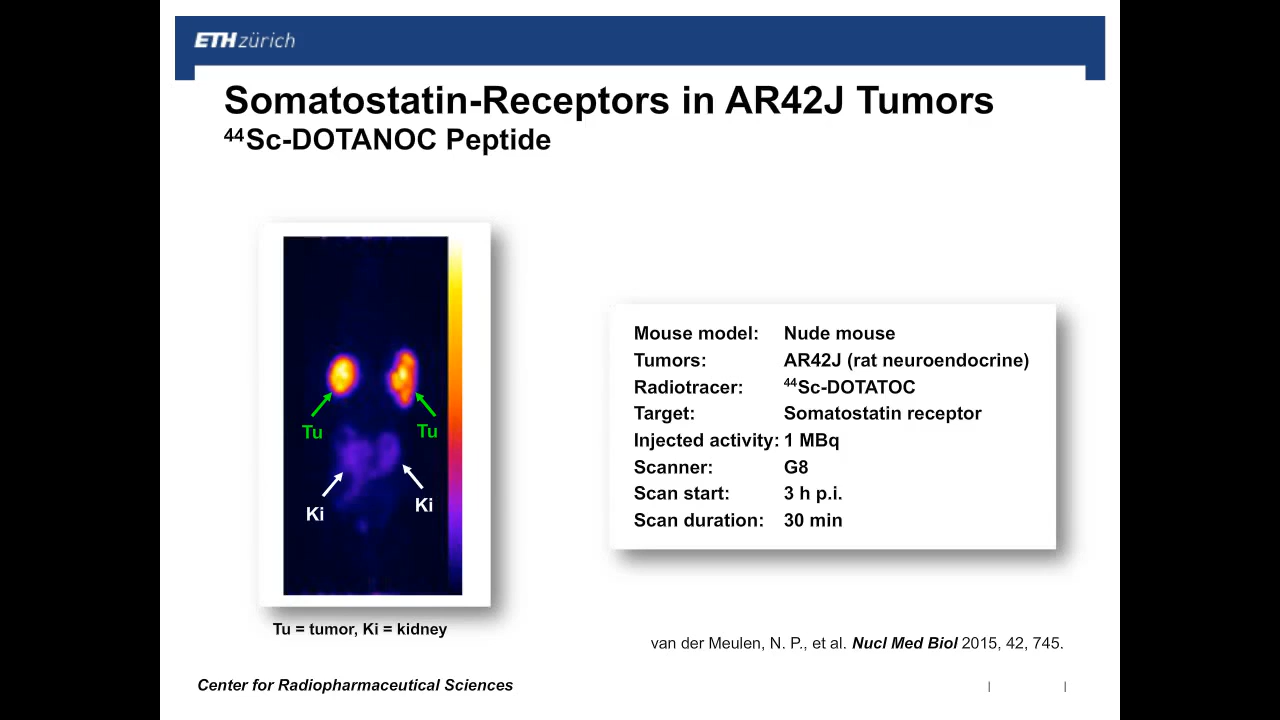 ETH zürich
Somatostatin-Receptors in AR42J Tumors
⁴⁴Sc-DOTANOC Peptide
Tu
Tu
Ki
Ki
Tu = tumor, Ki = kidney
Mouse model: Nude mouse
Tumors: AR42J (rat neuroendocrine)
Radiotracer: ⁴⁴Sc-DOTATOC
Target: Somatostatin receptor
Injected activity: 1 MBq
Scanner: G8
Scan start: 3 h p.i.
Scan duration: 30 min
van der Meulen, N. P., et al. Nucl Med Biol 2015, 42, 745.
Center for Radiopharmaceutical Sciences